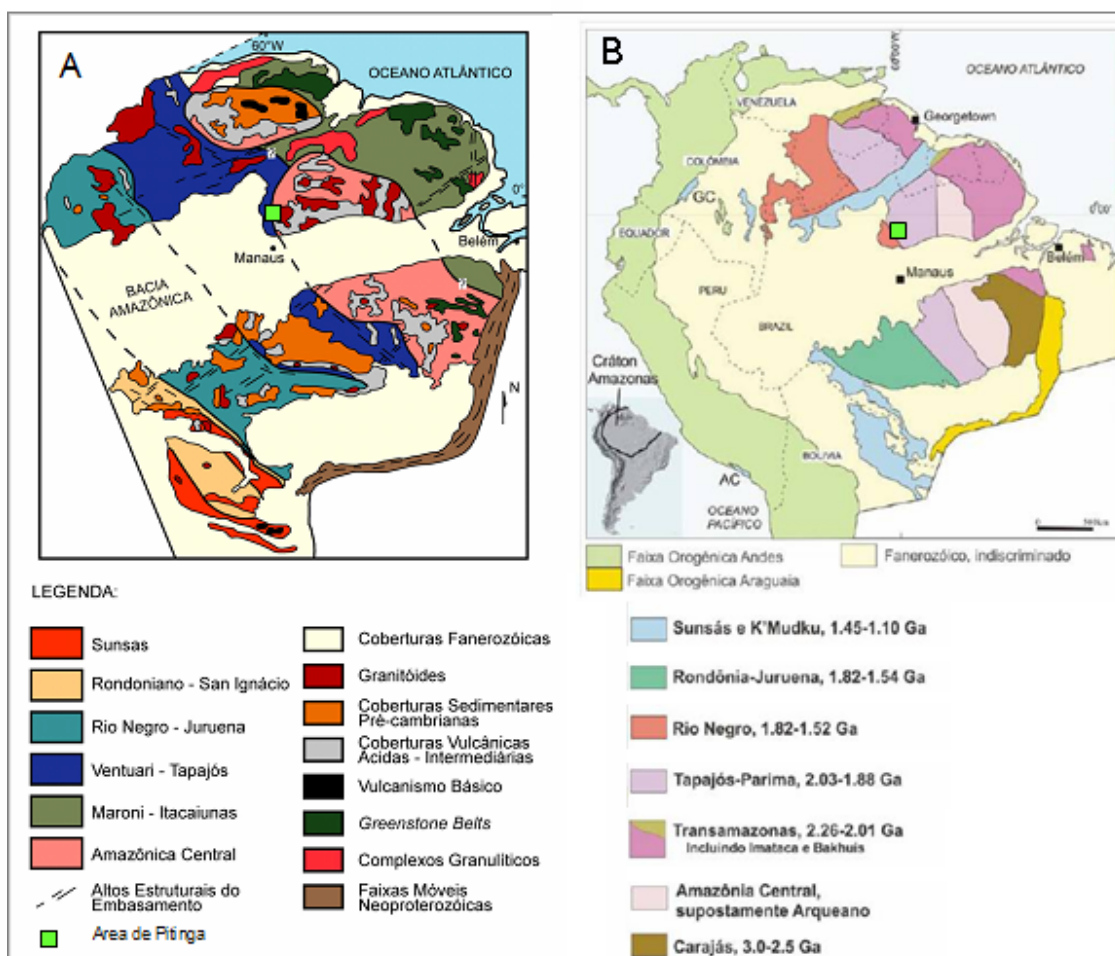 A
60°W
OCEANO ATLÂNTICO
0°
Belém
Manaus
BACIA
AMAZÔNICA
N
LEGENDA:
Sunsas
Rondoniano - San Ignácio
Rio Negro - Juruena
Ventuari - Tapajós
Maroni - Itacaiunas
Amazônica Central
Altos Estruturais do
Embasamento
Area de Pitinga
Coberturas Fanerozóicas
Granitóides
Coberturas Sedimentares
Pré-cambrianas
Coberturas Vulcânicas
Ácidas - Intermediárias
Vulcanismo Básico
Greenstone Belts
Complexos Granulíticos
Faixas Móveis
Neoproterozóicas
B
60°00'W
OCEANO ATLÂNTICO
VENEZUELA
Georgetown
COLÔMBIA
GC
EQUADOR
0°00'
Belém
Manaus
PERU
BRAZIL
Cráton
Amazonas
BOLIVIA
AC
OCEANO
PACÍFICO
0
Faixa Orogênica Andes
Fanerozóico, indiscriminado
Faixa Orogênica Araguaia
Sunsás e K'Mudku, 1.45-1.10 Ga
Rondônia-Juruena, 1.82-1.54 Ga
Rio Negro, 1.82-1.52 Ga
Tapajós-Parima, 2.03-1.88 Ga
Transamazonas, 2.26-2.01 Ga
Incluindo Imataca e Bakhuis
Amazônia Central,
supostamente Arqueano
Carajás, 3.0-2.5 Ga